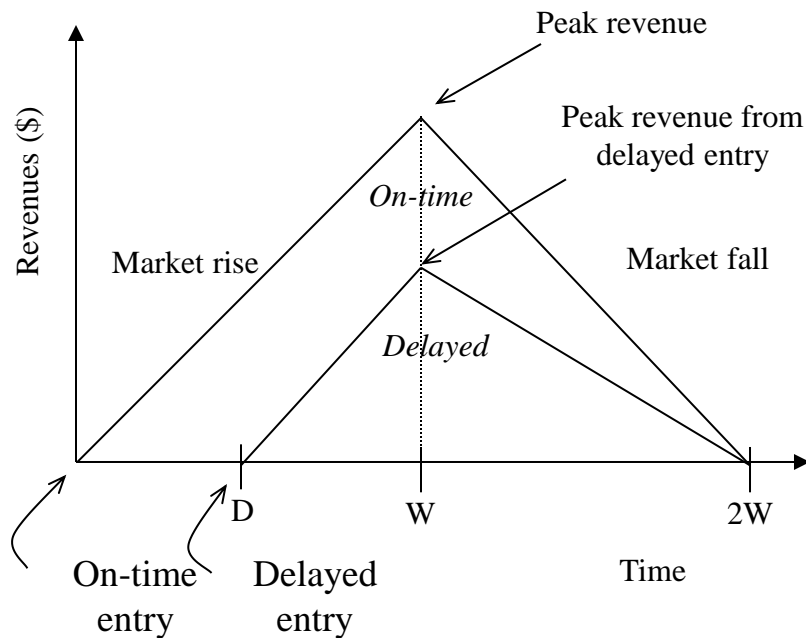 Peak revenue
Peak revenue from
delayed entry
Revenues ($)
On-time
Market rise
Market fall
Delayed
D
W
2W
On-time
entry
Delayed
entry
Time